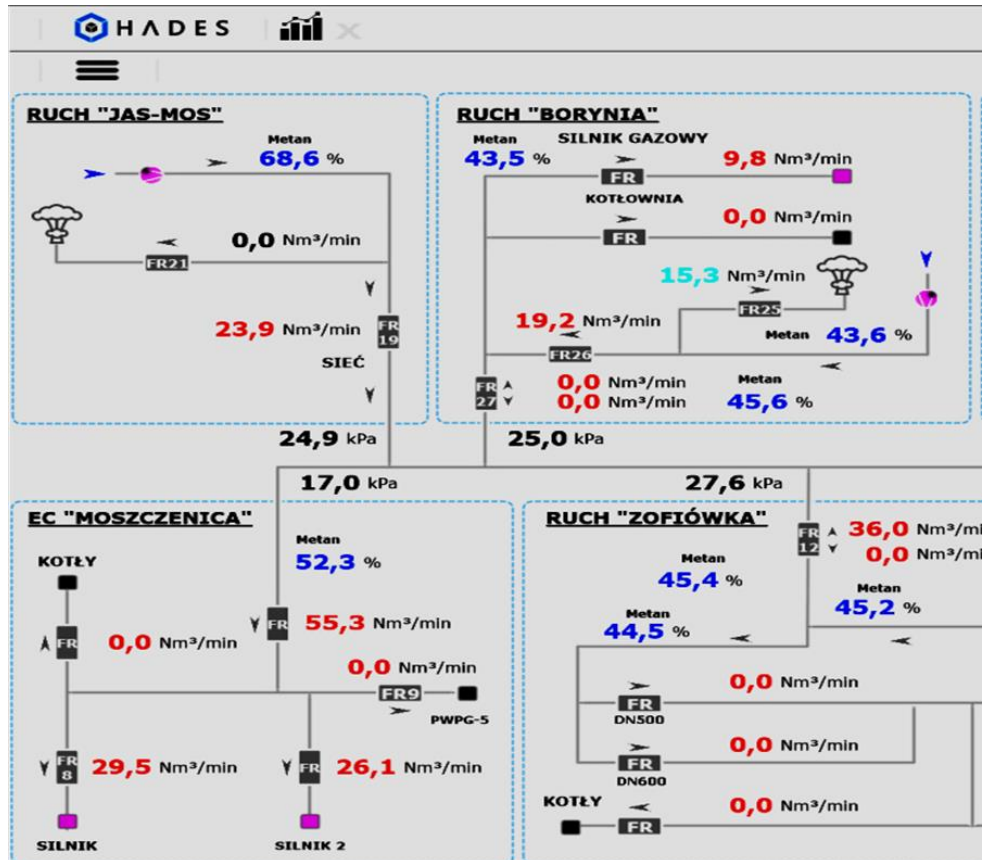 HADES
RUCH "JAS-MOS"
Metan
68,6 %
0,0 Nm³/min
FR21
23,9 Nm³/min
FR
19
SIEĆ
24,9 kPa
RUCH "BORYNIA"
Metan
43,5 %
SILNIK GAZOWY
FR
9,8 Nm³/min
KOTŁOWNIA
FR
0,0 Nm³/min
15,3 Nm³/min
FR25
19,2 Nm³/min
FR26
Metan 43,6 %
FR
27
0,0 Nm³/min
0,0 Nm³/min
Metan
45,6 %
25,0 kPa
17,0 kPa
27,6 kPa
EC "MOSZCZENICA"
Metan
52,3 %
KOTŁY
FR
0,0 Nm³/min
FR
55,3 Nm³/min
0,0 Nm³/min
FR9
PWPG-5
FR
8
29,5 Nm³/min
FR
26,1 Nm³/min
SILNIK
SILNIK 2
RUCH "ZOFIÓWKA"
FR
12
36,0 Nm³/mi
0,0 Nm³/mi
Metan
45,4 %
Metan
45,2 %
Metan
44,5 %
0,0 Nm³/min
FR
DN500
0,0 Nm³/min
FR
DN600
KOTŁY
0,0 Nm³/min
FR